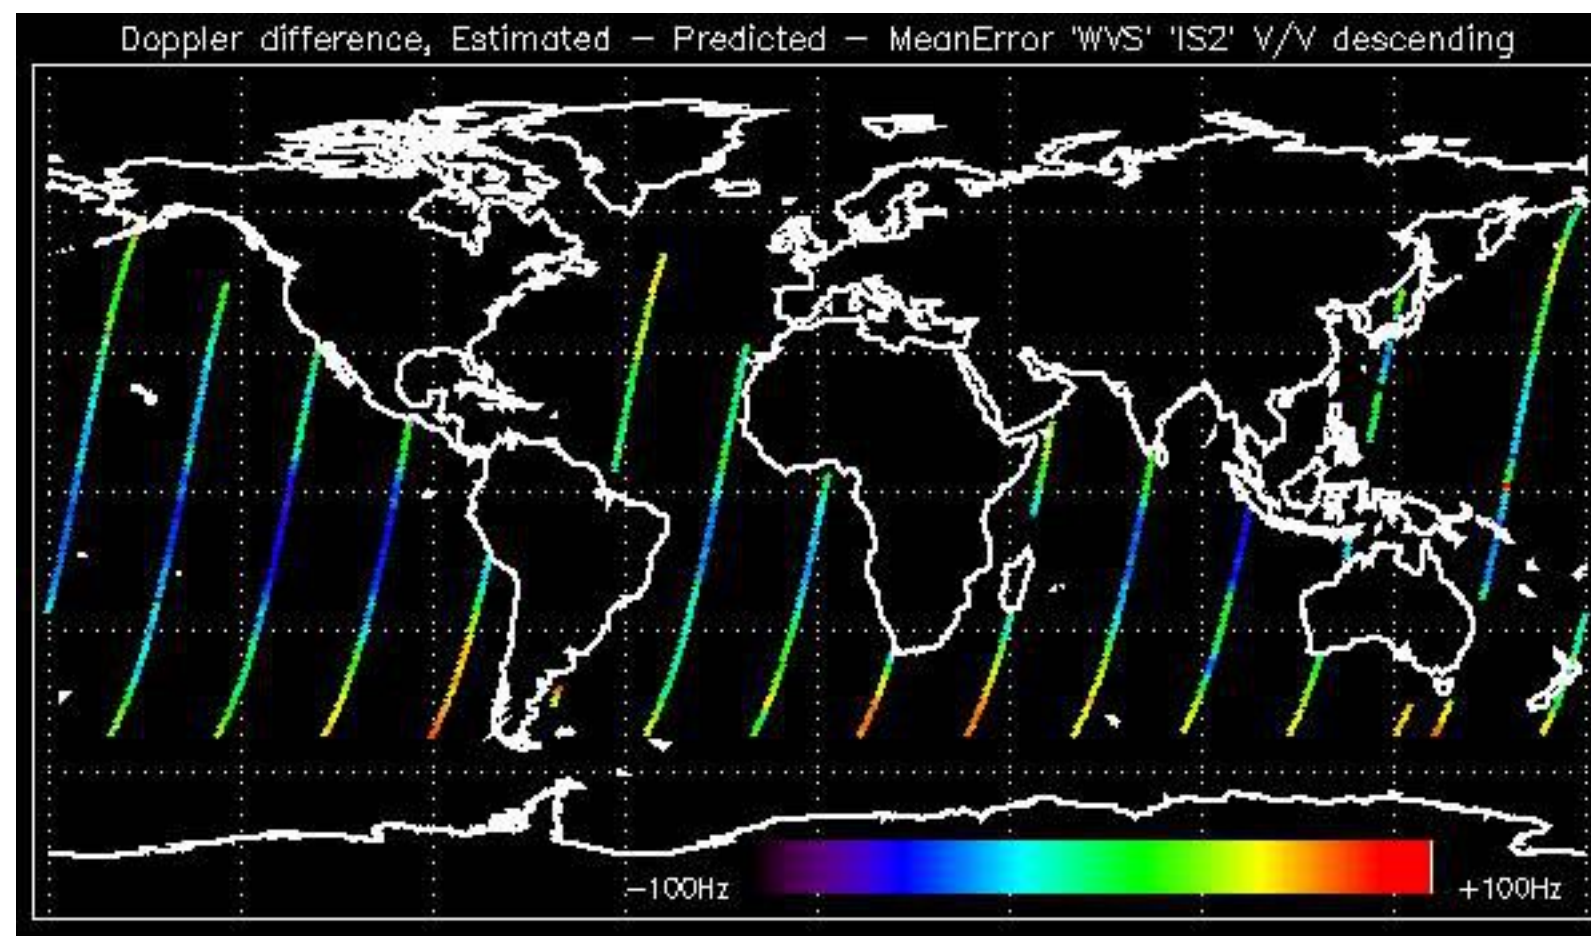 Doppler difference, Estimated – Predicted – MeanError 'WVS' 'IS2' V/V descending
–100Hz +100Hz